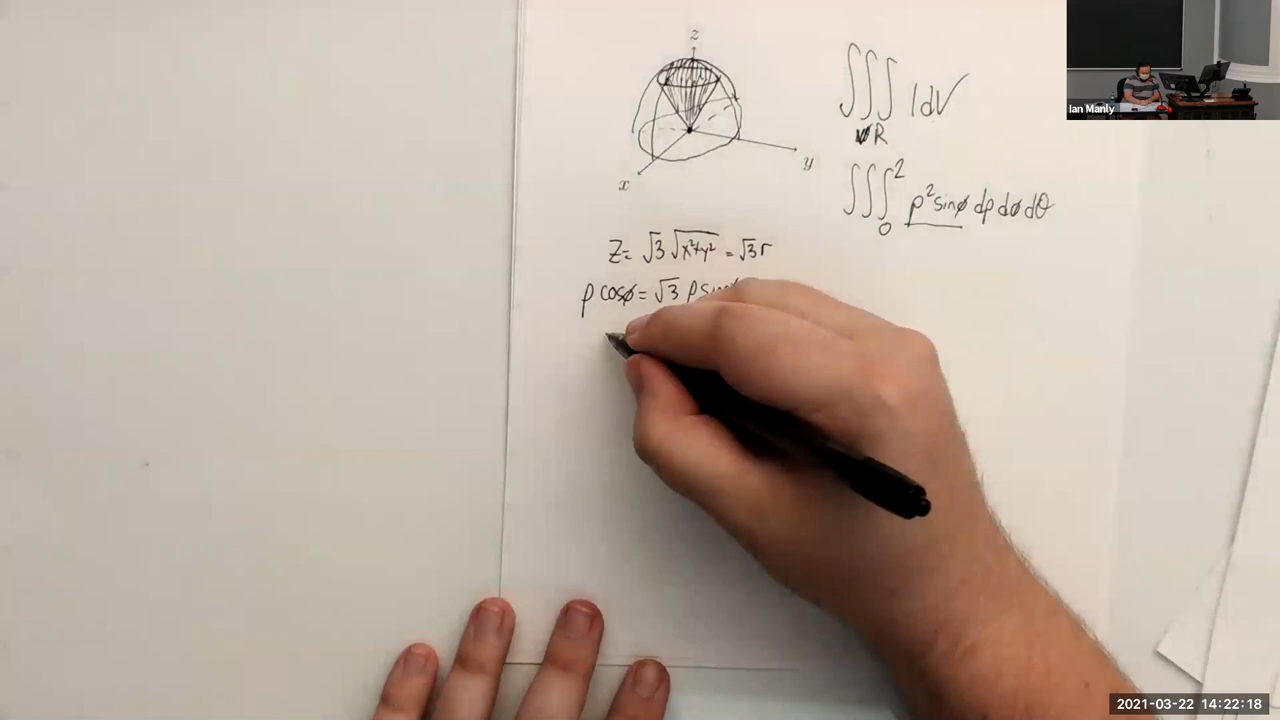 z
x
y
∭ 1dV
R
∭₀² ρ²sinϕ dρ dϕ dθ
Z = √3 √x²+y² = √3 r
ρ cosϕ = √3 ρ
Ian Manly
2021-03-22 14:22:18